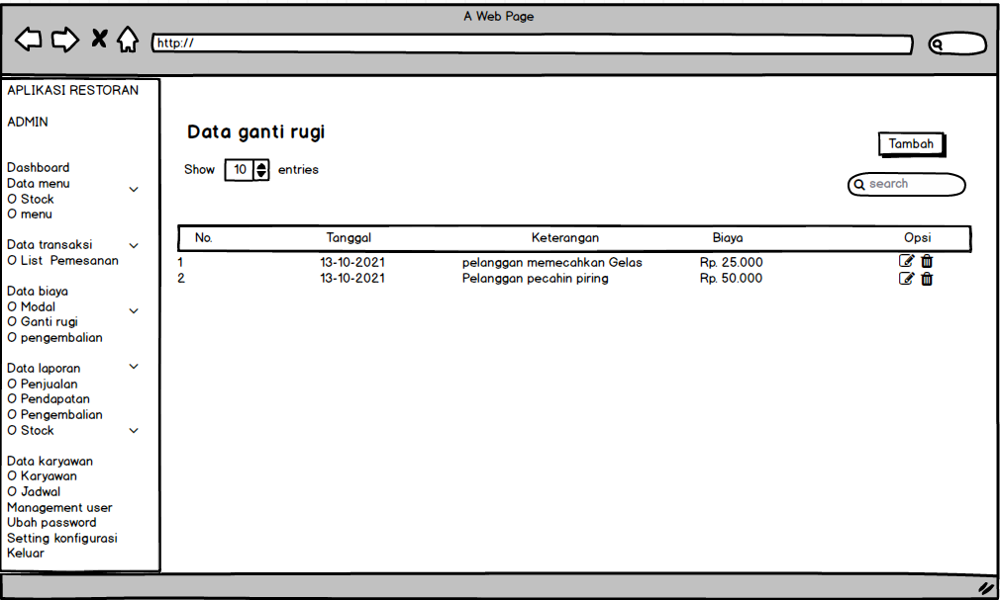 A Web Page
http://
APLIKASI RESTORAN
ADMIN
Dashboard
Data menu
O Stock
O menu
Data transaksi
O List Pemesanan
Data biaya
O Modal
O Ganti rugi
O pengembalian
Data laporan
O Penjualan
O Pendapatan
O Pengembalian
O Stock
Data karyawan
O Karyawan
O Jadwal
Management user
Ubah password
Setting konfigurasi
Keluar
Data ganti rugi
Tambah
Show 10 entries
search
No. Tanggal Keterangan Biaya Opsi
1 13-10-2021 pelanggan memecahkan Gelas Rp. 25.000
2 13-10-2021 Pelanggan pecahin piring Rp. 50.000